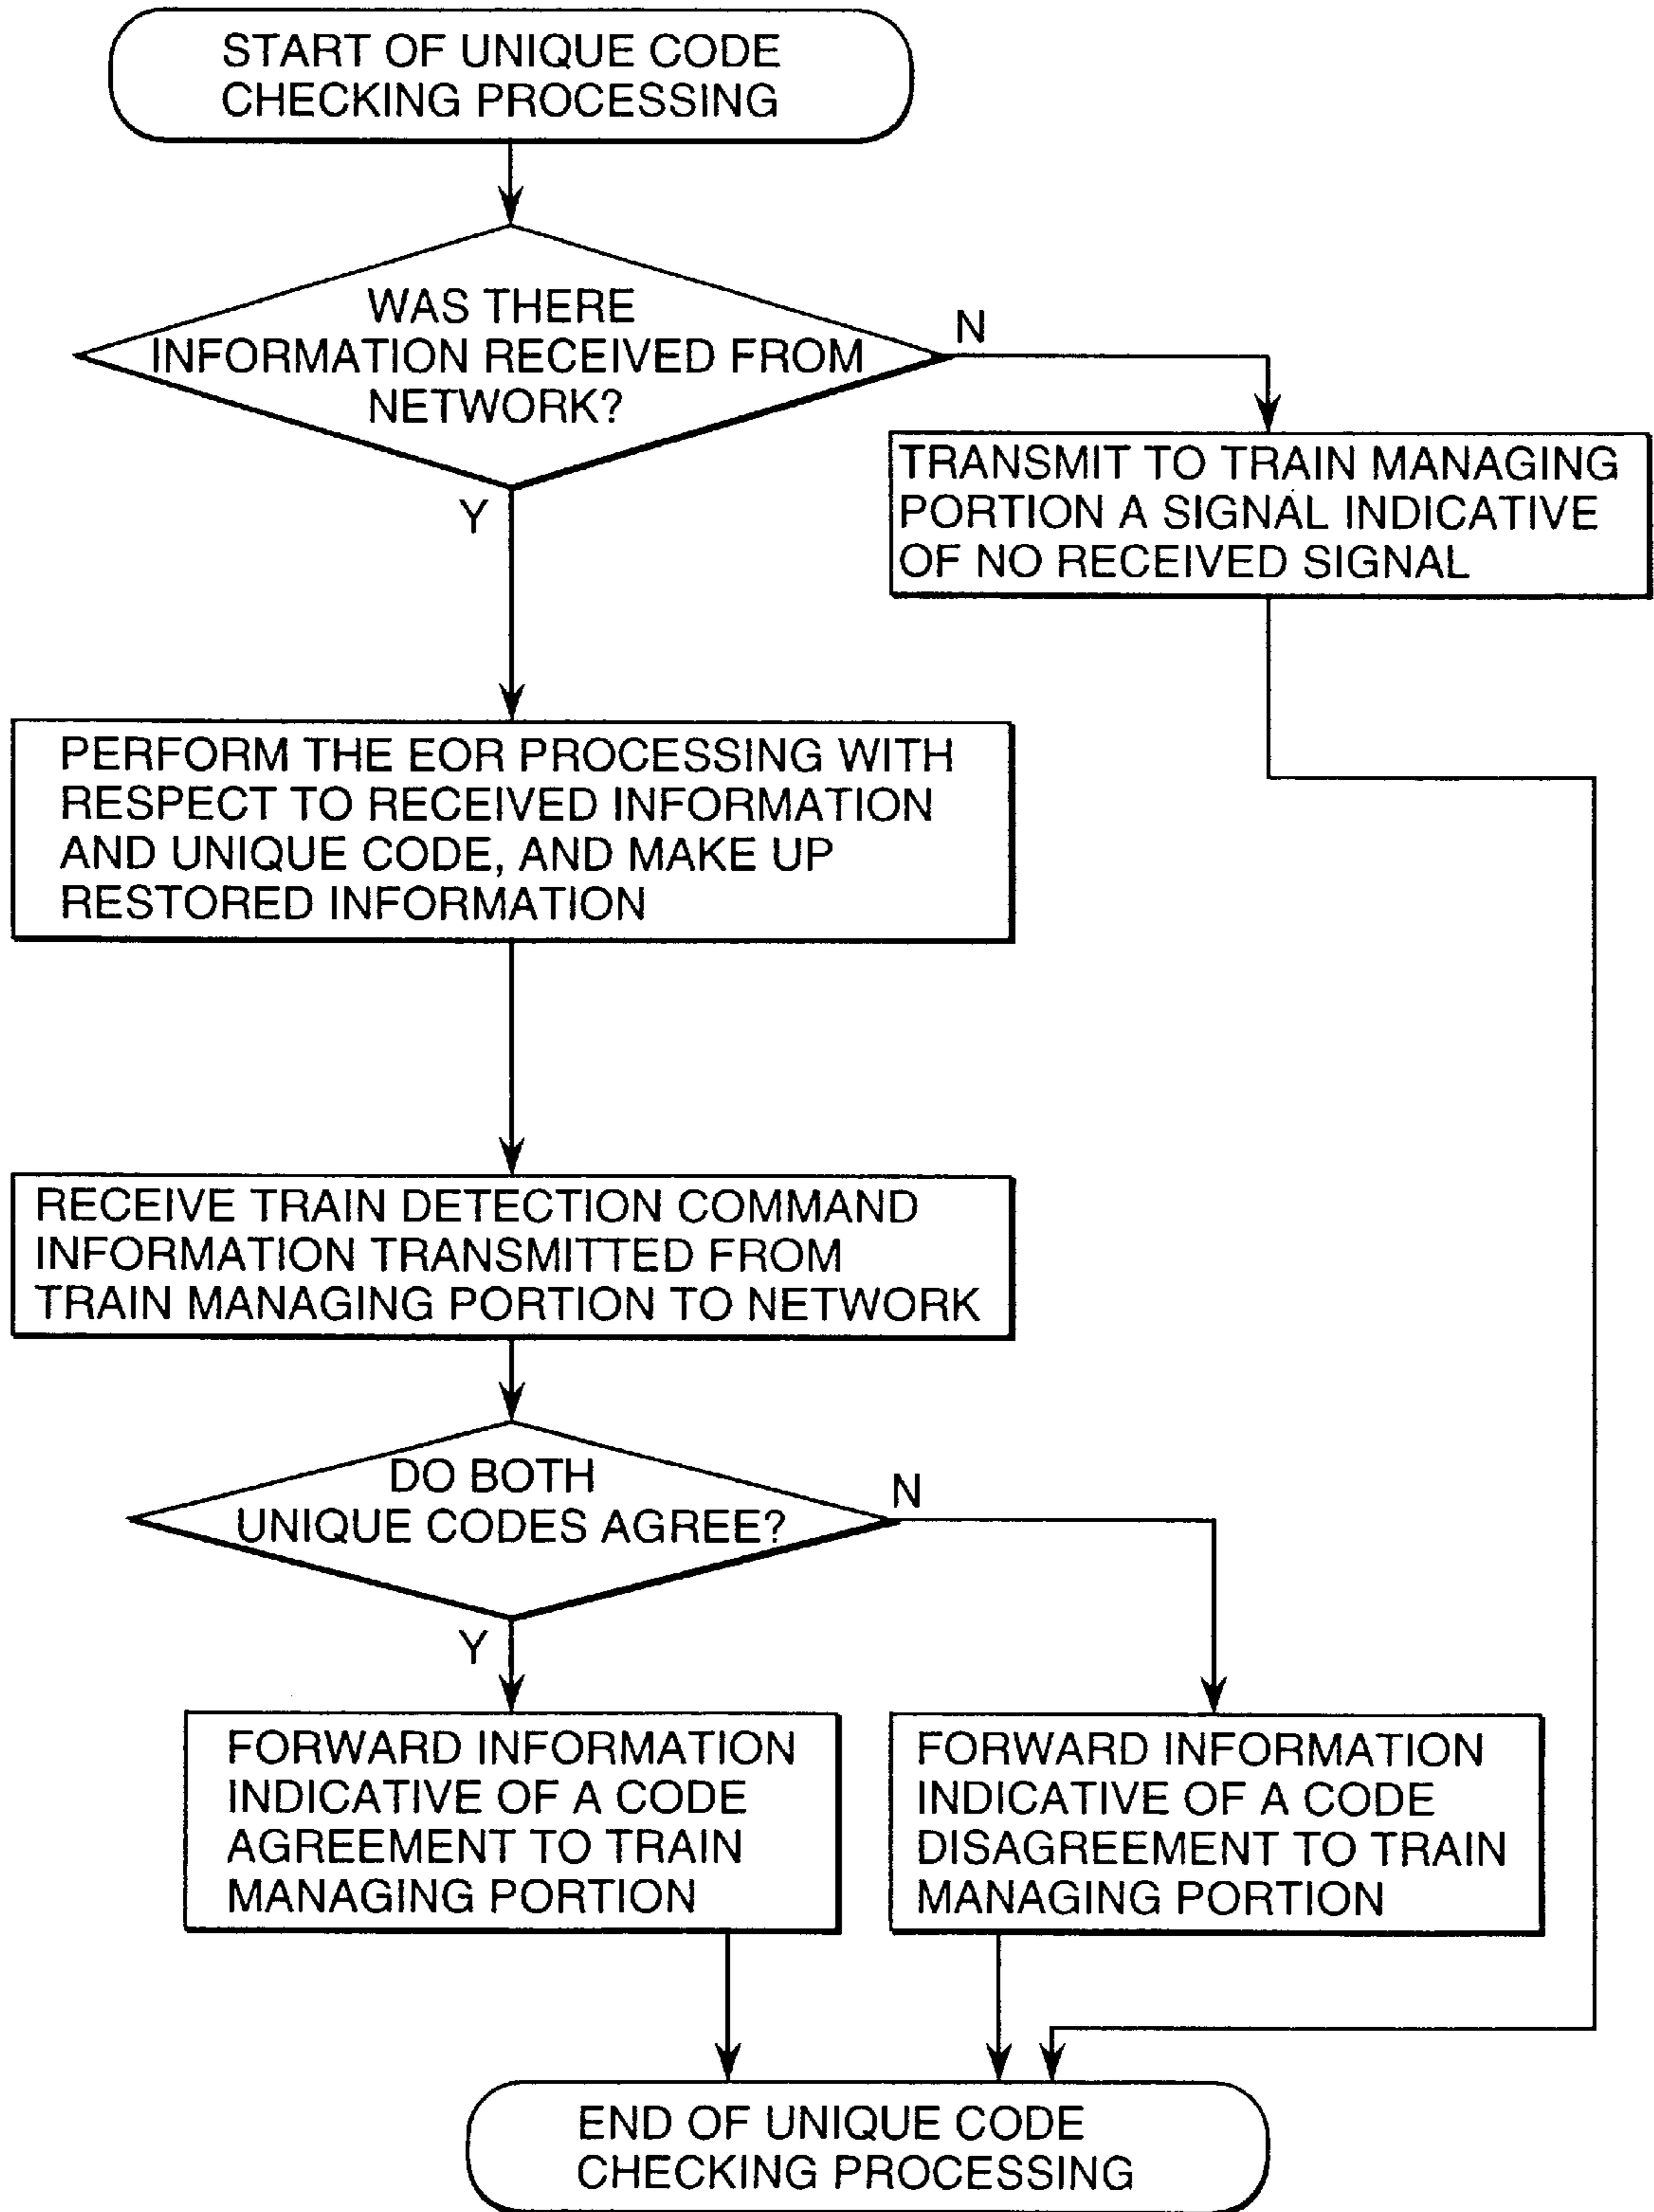 START OF UNIQUE CODE
CHECKING PROCESSING
WAS THERE
INFORMATION RECEIVED FROM
NETWORK?
N
TRANSMIT TO TRAIN MANAGING
PORTION A SIGNAL INDICATIVE
OF NO RECEIVED SIGNAL
Y
PERFORM THE EOR PROCESSING WITH
RESPECT TO RECEIVED INFORMATION
AND UNIQUE CODE, AND MAKE UP
RESTORED INFORMATION
RECEIVE TRAIN DETECTION COMMAND
INFORMATION TRANSMITTED FROM
TRAIN MANAGING PORTION TO NETWORK
DO BOTH
UNIQUE CODES AGREE?
N
Y
FORWARD INFORMATION
INDICATIVE OF A CODE
AGREEMENT TO TRAIN
MANAGING PORTION
FORWARD INFORMATION
INDICATIVE OF A CODE
DISAGREEMENT TO TRAIN
MANAGING PORTION
END OF UNIQUE CODE
CHECKING PROCESSING